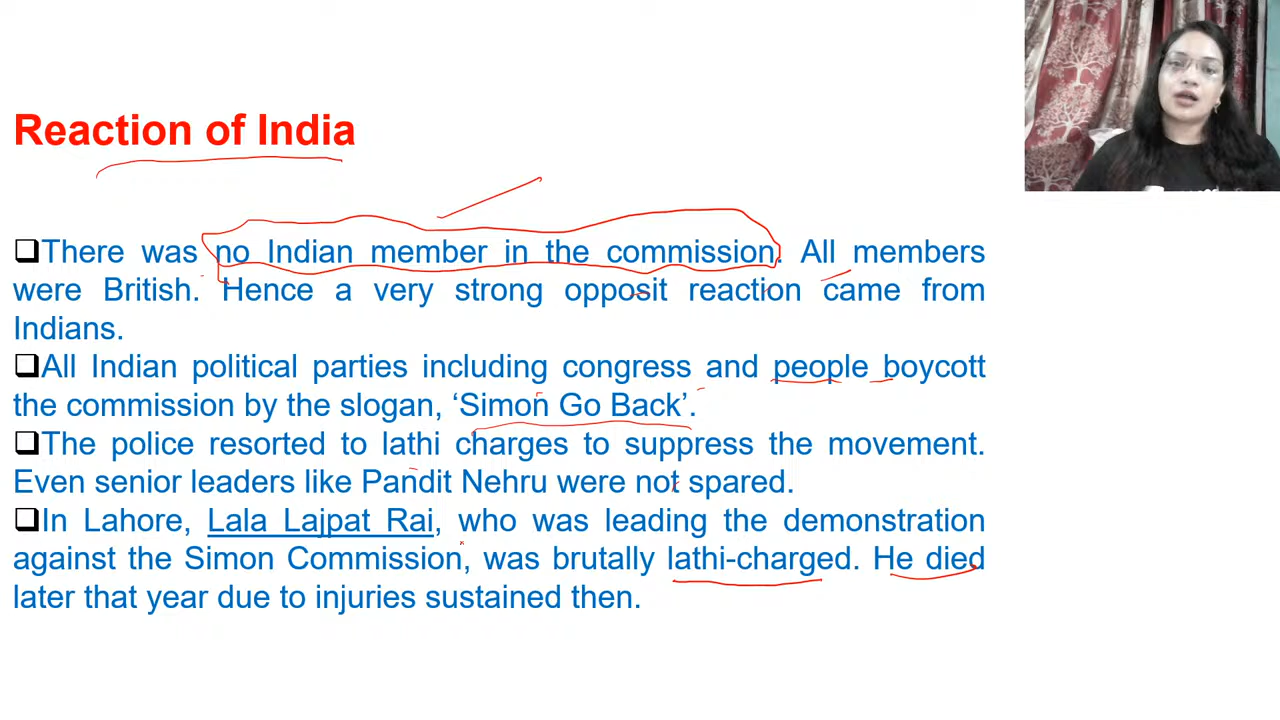 Reaction of India
❑There was no Indian member in the commission. All members
were British. Hence a very strong opposit reaction came from
Indians.
❑All Indian political parties including congress and people boycott
the commission by the slogan, ‘Simon Go Back’.
❑The police resorted to lathi charges to suppress the movement.
Even senior leaders like Pandit Nehru were not spared.
❑In Lahore, Lala Lajpat Rai, who was leading the demonstration
against the Simon Commission, was brutally lathi-charged. He died
later that year due to injuries sustained then.